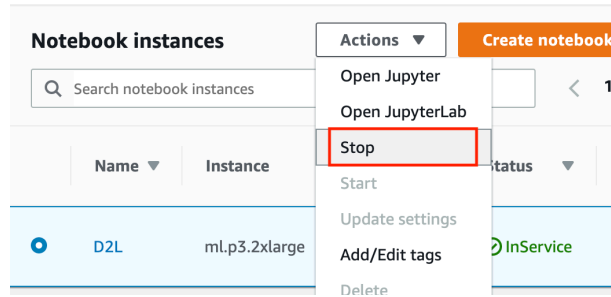 Notebook instances
Actions ▼
Create notebook
Search notebook instances
1
Open Jupyter
Open JupyterLab
Stop
Start
Update settings
Add/Edit tags
Delete
Name ▼
Instance
Status ▼
D2L
ml.p3.2xlarge
InService